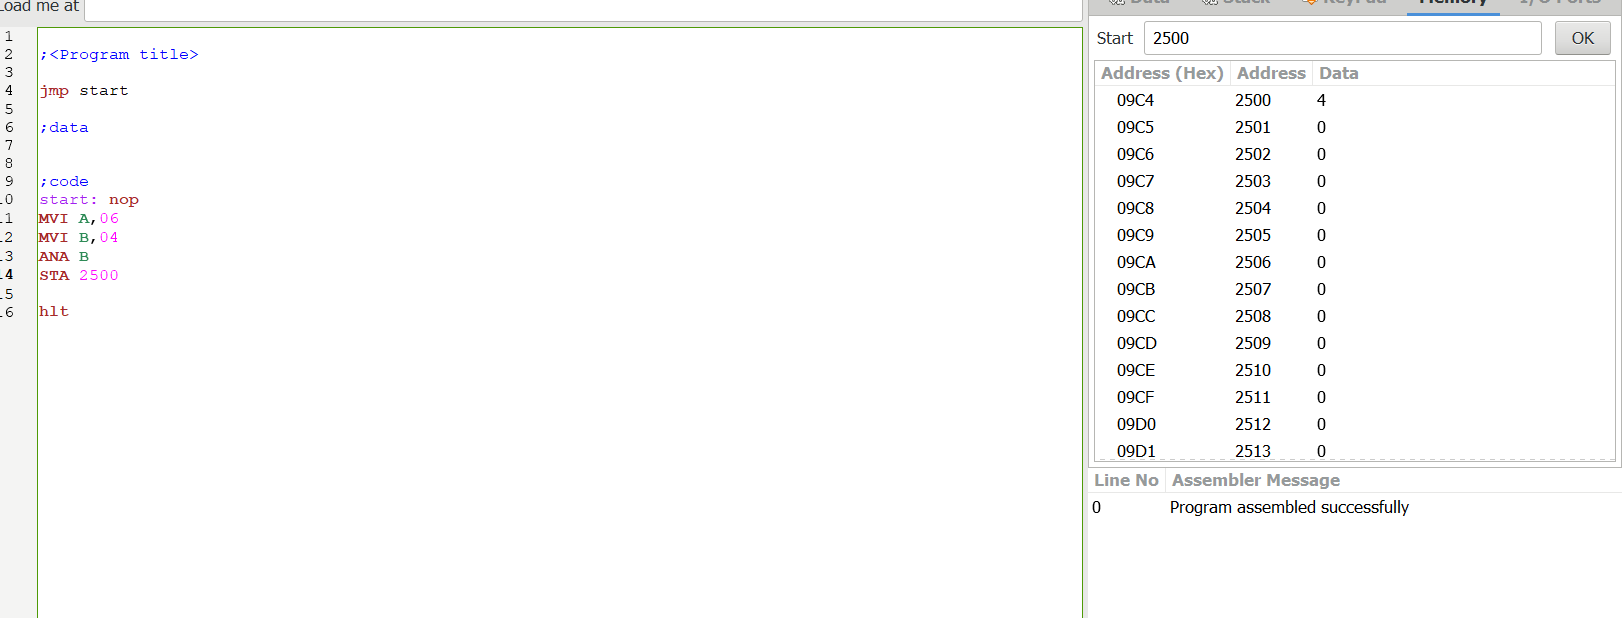 Load me at
1
2 ;<Program title>
3
4 jmp start
5
6 ;data
7
8
9 ;code
10 start: nop
11 MVI A,06
12 MVI B,04
13 ANA B
14 STA 2500
15
16 hlt
Data Stack KeyPad Memory I/O Ports
Start 2500 OK
Address (Hex) Address Data
09C4 2500 4
09C5 2501 0
09C6 2502 0
09C7 2503 0
09C8 2504 0
09C9 2505 0
09CA 2506 0
09CB 2507 0
09CC 2508 0
09CD 2509 0
09CE 2510 0
09CF 2511 0
09D0 2512 0
09D1 2513 0
Line No Assembler Message
0 Program assembled successfully